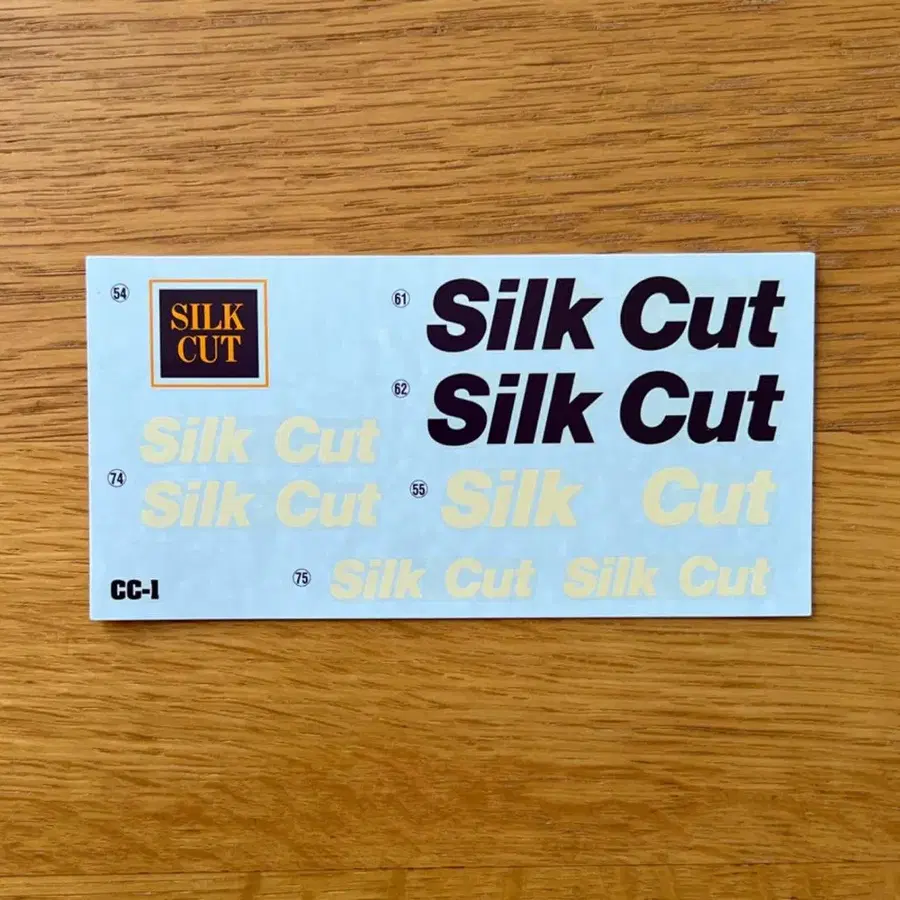 54
SILK
CUT
61
Silk Cut
62
Silk Cut
Silk Cut
74
Silk Cut
55
Silk Cut
75
Silk Cut Silk Cut
CC-1